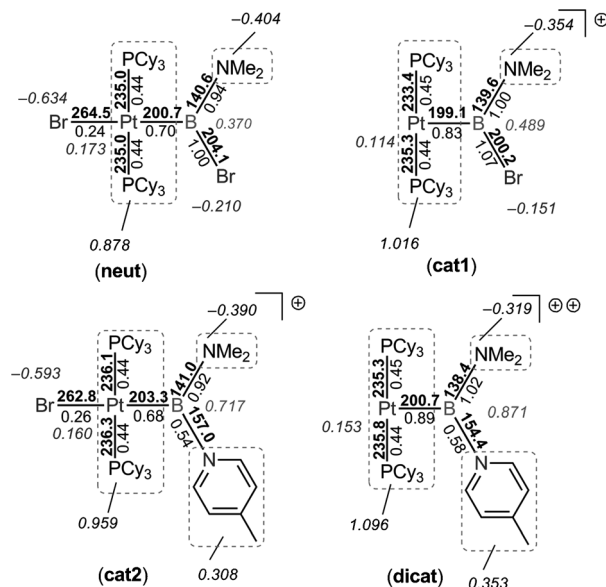 –0.404
PCy3
NMe2
235.0
0.44
140.6
0.94
–0.634
264.5
200.7
Br
Pt
B
0.370
0.24
0.70
0.173
235.0
0.44
204.1
1.00
PCy3
Br
–0.210
0.878
(neut)
–0.354
⊕
PCy3
NMe2
233.4
0.45
139.6
1.00
199.1
Pt
B
0.489
0.83
0.114
235.3
0.44
200.2
1.07
PCy3
Br
–0.151
1.016
(cat1)
–0.390
⊕
PCy3
NMe2
236.1
0.44
141.0
0.92
–0.593
262.8
203.3
Br
Pt
B
0.717
0.26
0.68
0.160
236.3
0.44
157.0
0.54
PCy3
N
0.959
(cat2)
0.308
–0.319
⊕⊕
PCy3
NMe2
235.3
0.45
138.4
1.02
200.7
Pt
B
0.871
0.89
0.153
235.8
0.44
154.4
0.58
PCy3
N
1.096
(dicat)
0.353